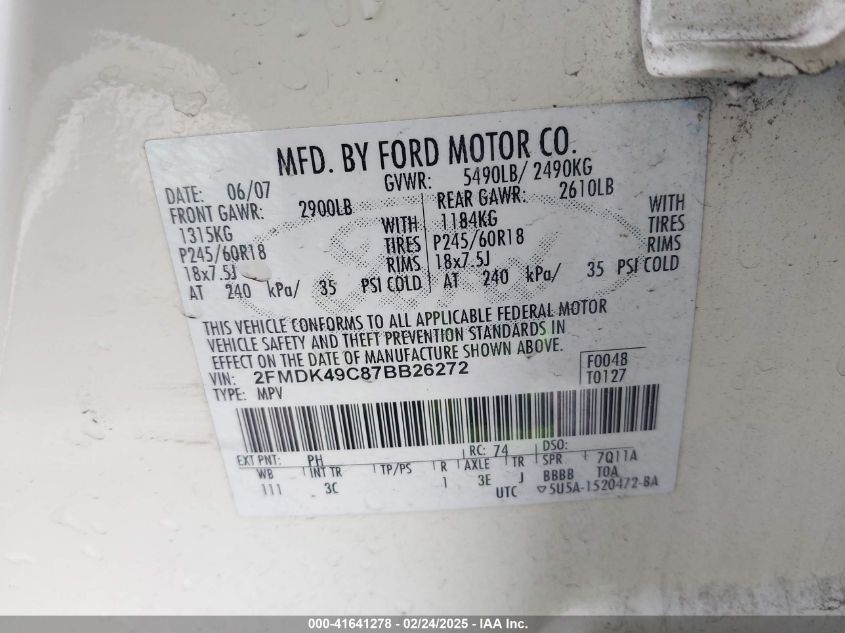 MFD. BY FORD MOTOR CO.
DATE: 06/07 GVWR: 5490LB/ 2490KG
FRONT GAWR: 2900LB REAR GAWR: 2610LB
1315KG WITH 1184KG WITH
P245/60R18 TIRES P245/60R18 TIRES
18x7.5J RIMS 18x7.5J RIMS
AT 240 kPa/ 35 PSI COLD AT 240 kPa/ 35 PSI COLD
THIS VEHICLE CONFORMS TO ALL APPLICABLE FEDERAL MOTOR
VEHICLE SAFETY AND THEFT PREVENTION STANDARDS IN
EFFECT ON THE DATE OF MANUFACTURE SHOWN ABOVE.
VIN: 2FMDK49C87BB26272 F0048
TYPE: MPV T0127
EXT PNT: PH RC: 74 DSO:
WB INT TR TP/PS R AXLE TR SPR 7Q11A
111 3C 1 3E J BBBB T0A
UTC ▽5U5A-1520472-BA
000-41641278 - 02/24/2025 - IAA Inc.